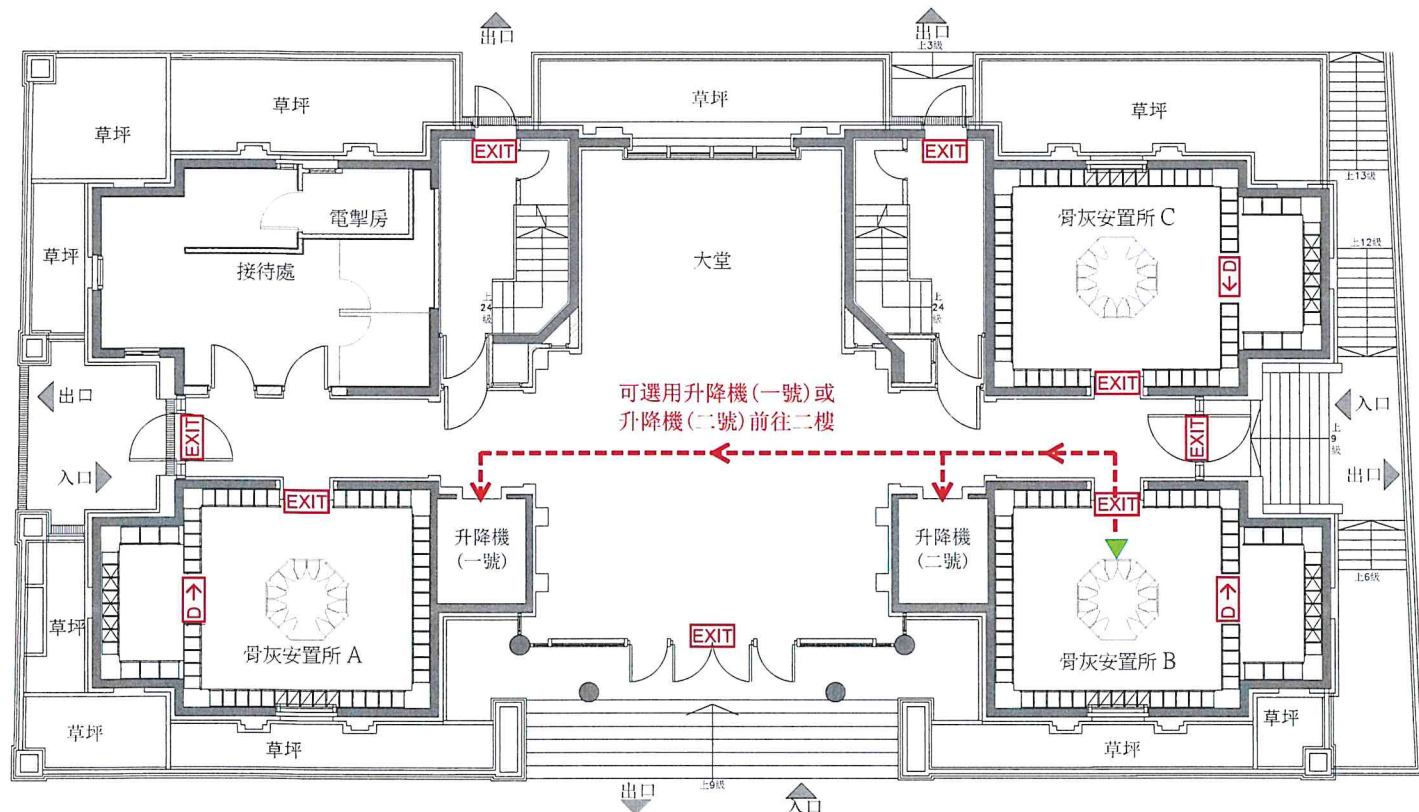 出口
出口
上3級
草坪
草坪
草坪
草坪
EXIT
EXIT
上13級
電掣房
骨灰安置所 C
草坪
接待處
大堂
上12級
←D
上
24
級
上
24
級
可選用升降機(一號)或
升降機(二號)前往二樓
出口
EXIT
入口
EXIT
EXIT
上
9
級
入口
出口
EXIT
EXIT
升降機
(一號)
升降機
(二號)
上6級
D→
D→
草坪
EXIT
骨灰安置所 A
骨灰安置所 B
草坪
草坪
草坪
草坪
上9級
出口
入口